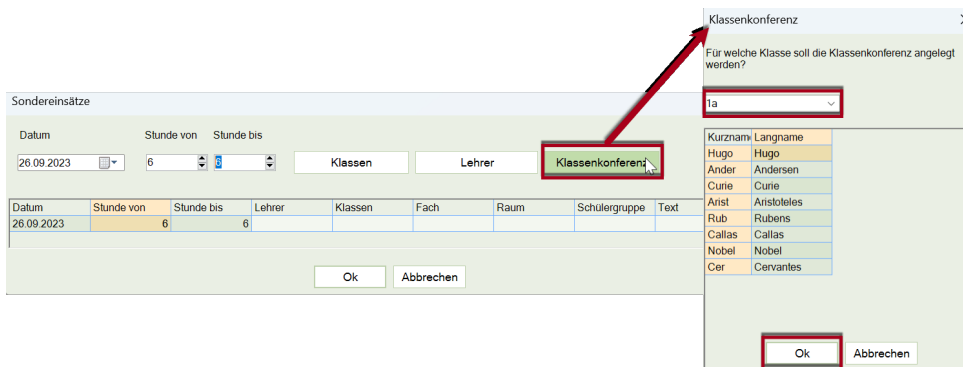 Klassenkonferenz
Für welche Klasse soll die Klassenkonferenz angelegt
werden?
1a
Kurznam Langname
Hugo Hugo
Ander Andersen
Curie Curie
Arist Aristoteles
Rub Rubens
Callas Callas
Nobel Nobel
Cer Cervantes
Ok Abbrechen
Sondereinsätze
Datum Stunde von Stunde bis
26.09.2023 6 6 Klassen Lehrer Klassenkonferenz
Datum Stunde von Stunde bis Lehrer Klassen Fach Raum Schülergruppe Text
26.09.2023 6 6
Ok Abbrechen